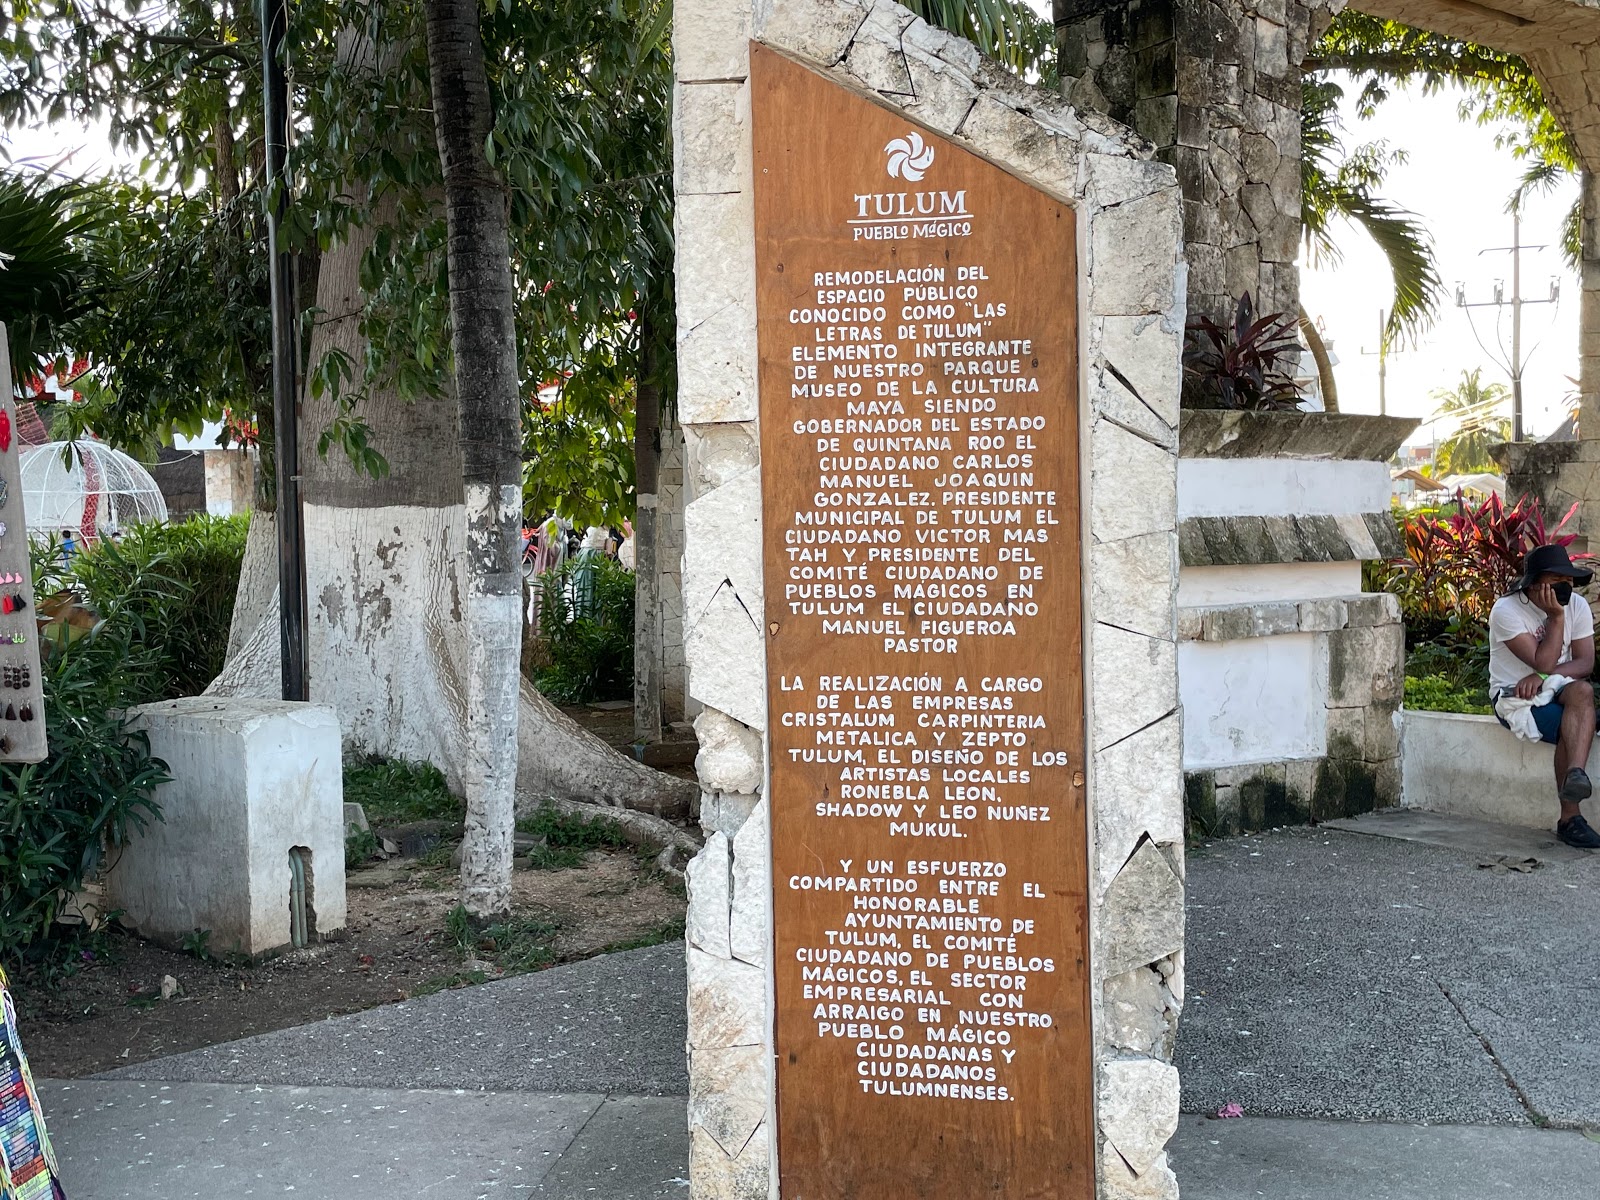 TULUM
PUEBLO MáGICO
REMODELACIÓN DEL
ESPACIO PÚBLICO
CONOCIDO COMO "LAS
LETRAS DE TULUM"
ELEMENTO INTEGRANTE
DE NUESTRO PARQUE
MUSEO DE LA CULTURA
MAYA SIENDO
GOBERNADOR DEL ESTADO
DE QUINTANA ROO EL
CIUDADANO CARLOS
MANUEL JOAQUIN
GONZALEZ. PRESIDENTE
MUNICIPAL DE TULUM EL
CIUDADANO VICTOR MAS
TAH Y PRESIDENTE DEL
COMITÉ CIUDADANO DE
PUEBLOS MÁGICOS EN
TULUM EL CIUDADANO
MANUEL FIGUEROA
PASTOR
LA REALIZACIÓN A CARGO
DE LAS EMPRESAS
CRISTALUM CARPINTERIA
METALICA Y ZEPTO
TULUM, EL DISEÑO DE LOS
ARTISTAS LOCALES
RONEBLA LEON,
SHADOW Y LEO NUÑEZ
MUKUL.
Y UN ESFUERZO
COMPARTIDO ENTRE EL
HONORABLE
AYUNTAMIENTO DE
TULUM, EL COMITÉ
CIUDADANO DE PUEBLOS
MÁGICOS, EL SECTOR
EMPRESARIAL CON
ARRAIGO EN NUESTRO
PUEBLO MÁGICO
CIUDADANAS Y
CIUDADANOS
TULUMNENSES.